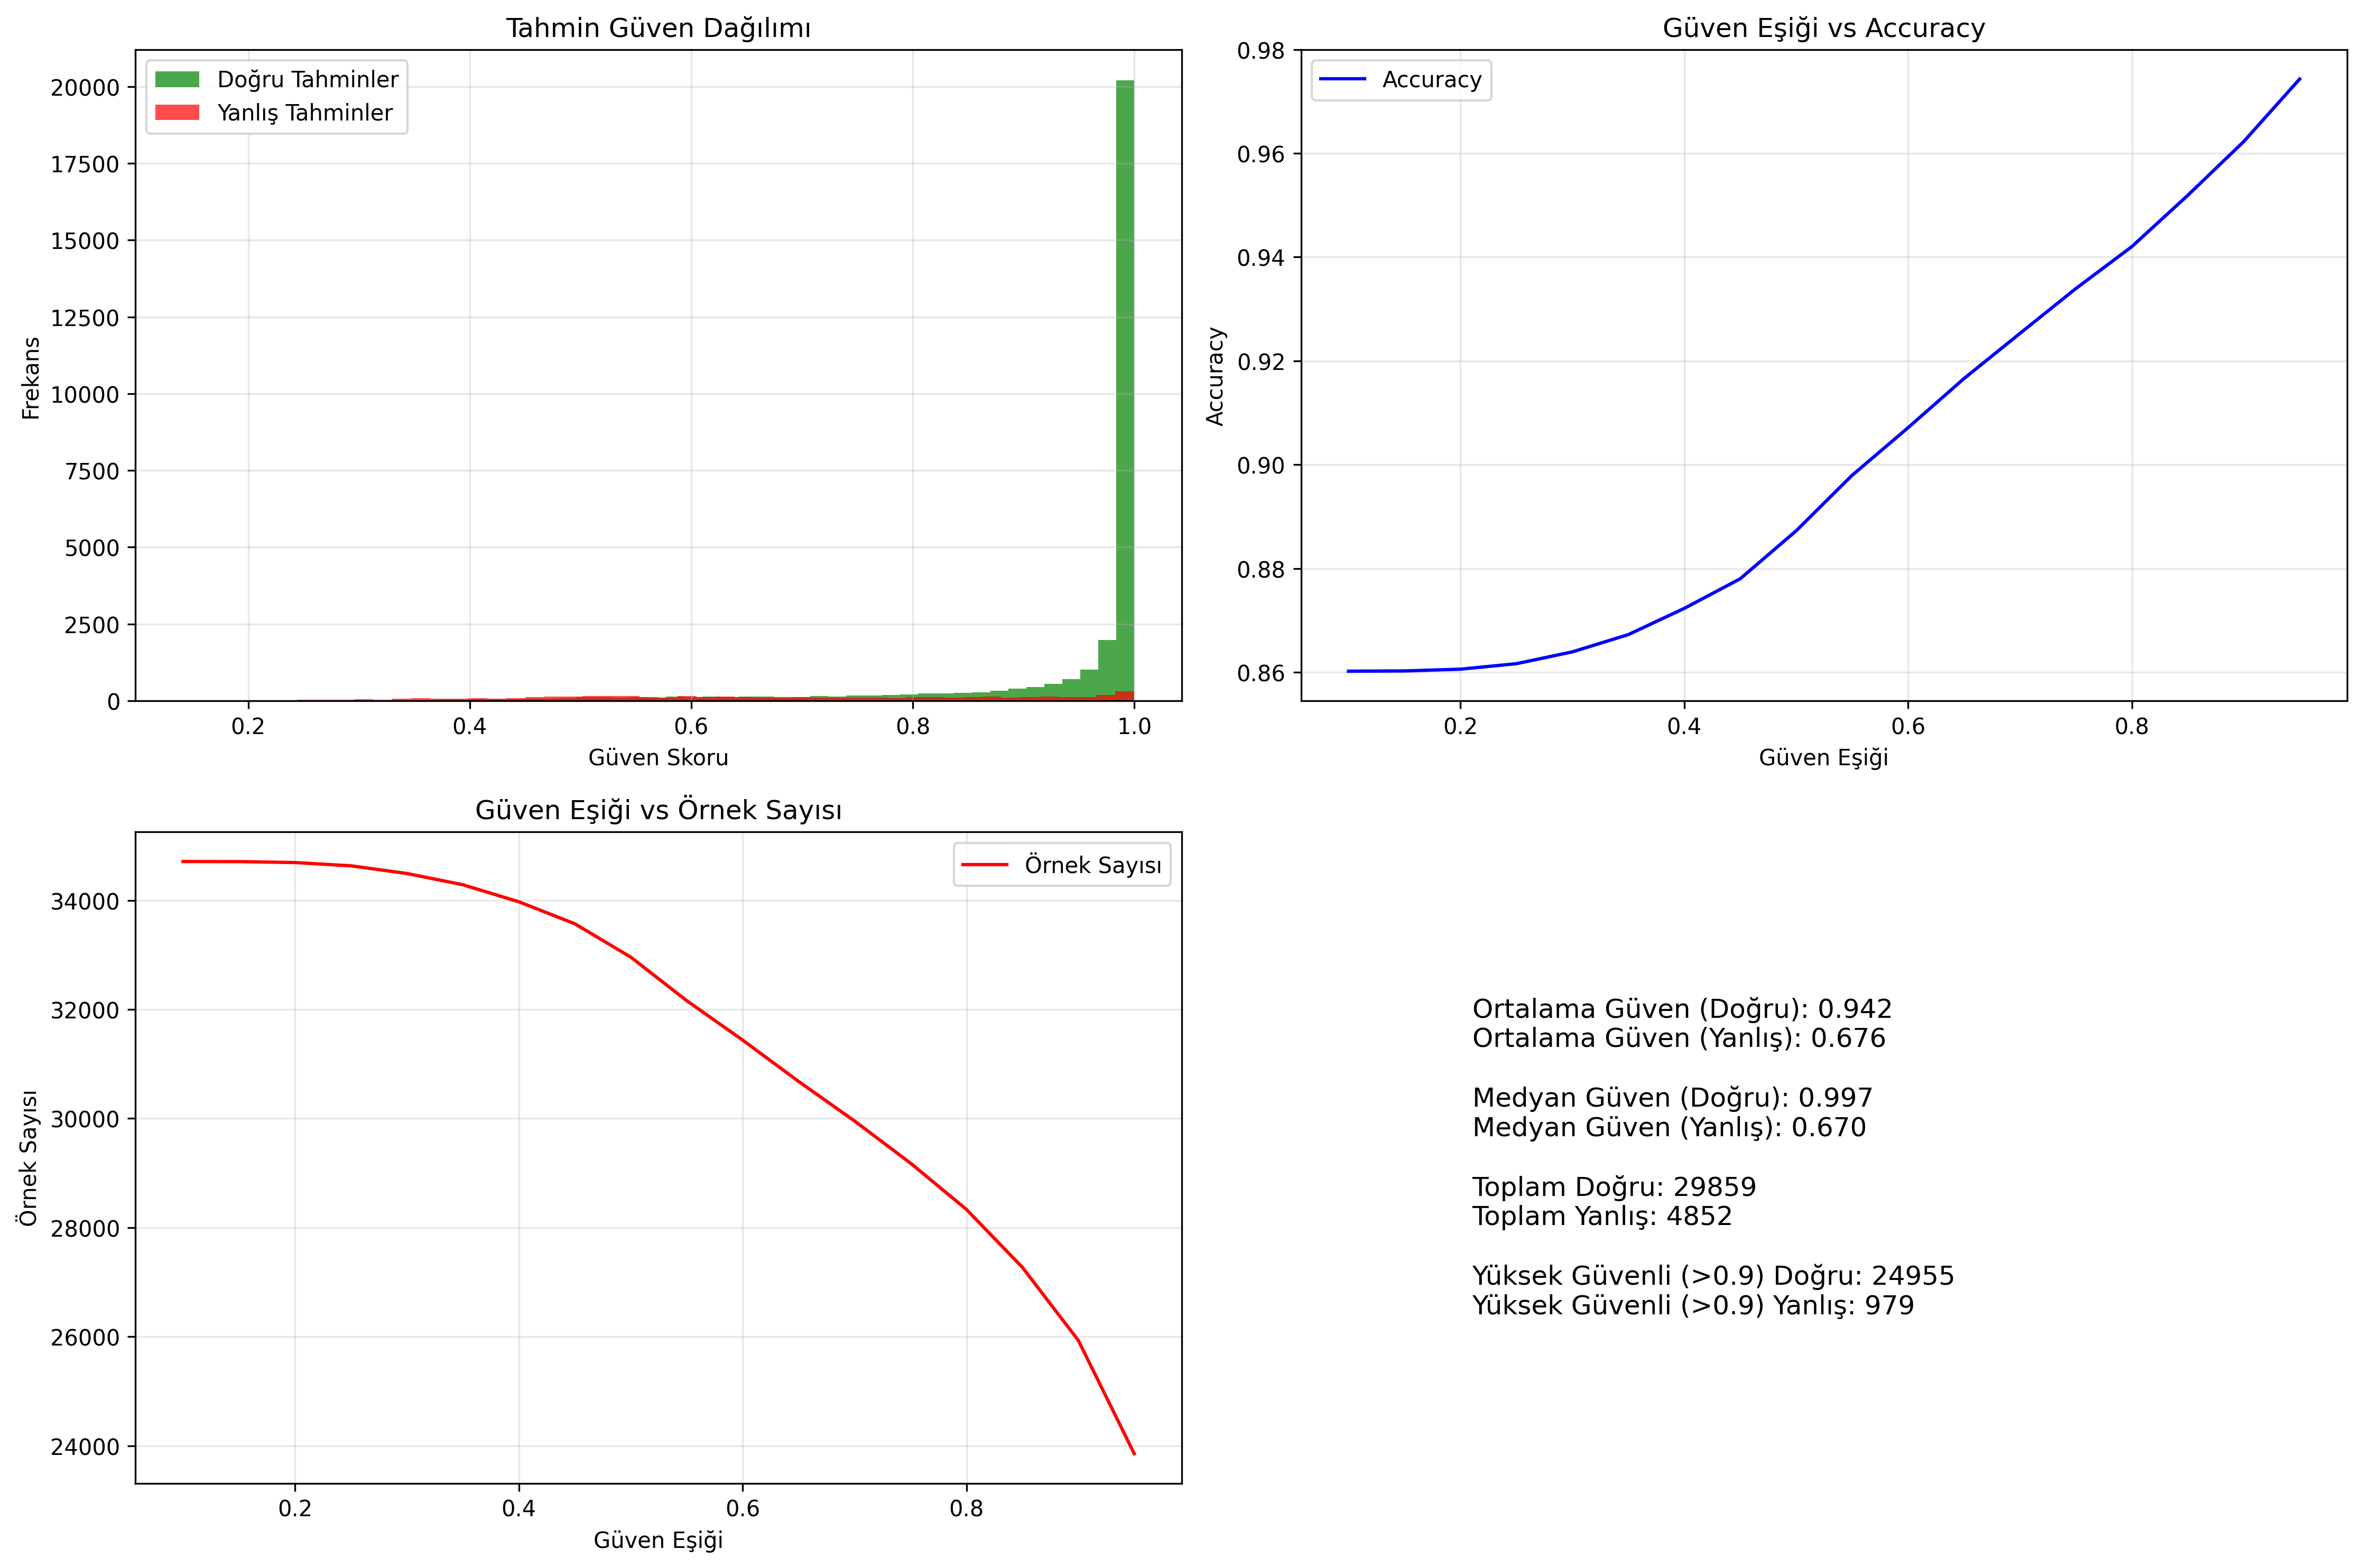 Tahmin Güven Dağılımı
Doğru Tahminler
Yanlış Tahminler
20000
17500
15000
12500
10000
7500
5000
2500
0
Frekans
0.2 0.4 0.6 0.8 1.0
Güven Skoru
Güven Eşiği vs Accuracy
Accuracy
0.98
0.96
0.94
0.92
0.90
0.88
0.86
Accuracy
0.2 0.4 0.6 0.8
Güven Eşiği
Güven Eşiği vs Örnek Sayısı
Örnek Sayısı
34000
32000
30000
28000
26000
24000
Örnek Sayısı
0.2 0.4 0.6 0.8
Güven Eşiği
Ortalama Güven (Doğru): 0.942
Ortalama Güven (Yanlış): 0.676
Medyan Güven (Doğru): 0.997
Medyan Güven (Yanlış): 0.670
Toplam Doğru: 29859
Toplam Yanlış: 4852
Yüksek Güvenli (>0.9) Doğru: 24955
Yüksek Güvenli (>0.9) Yanlış: 979